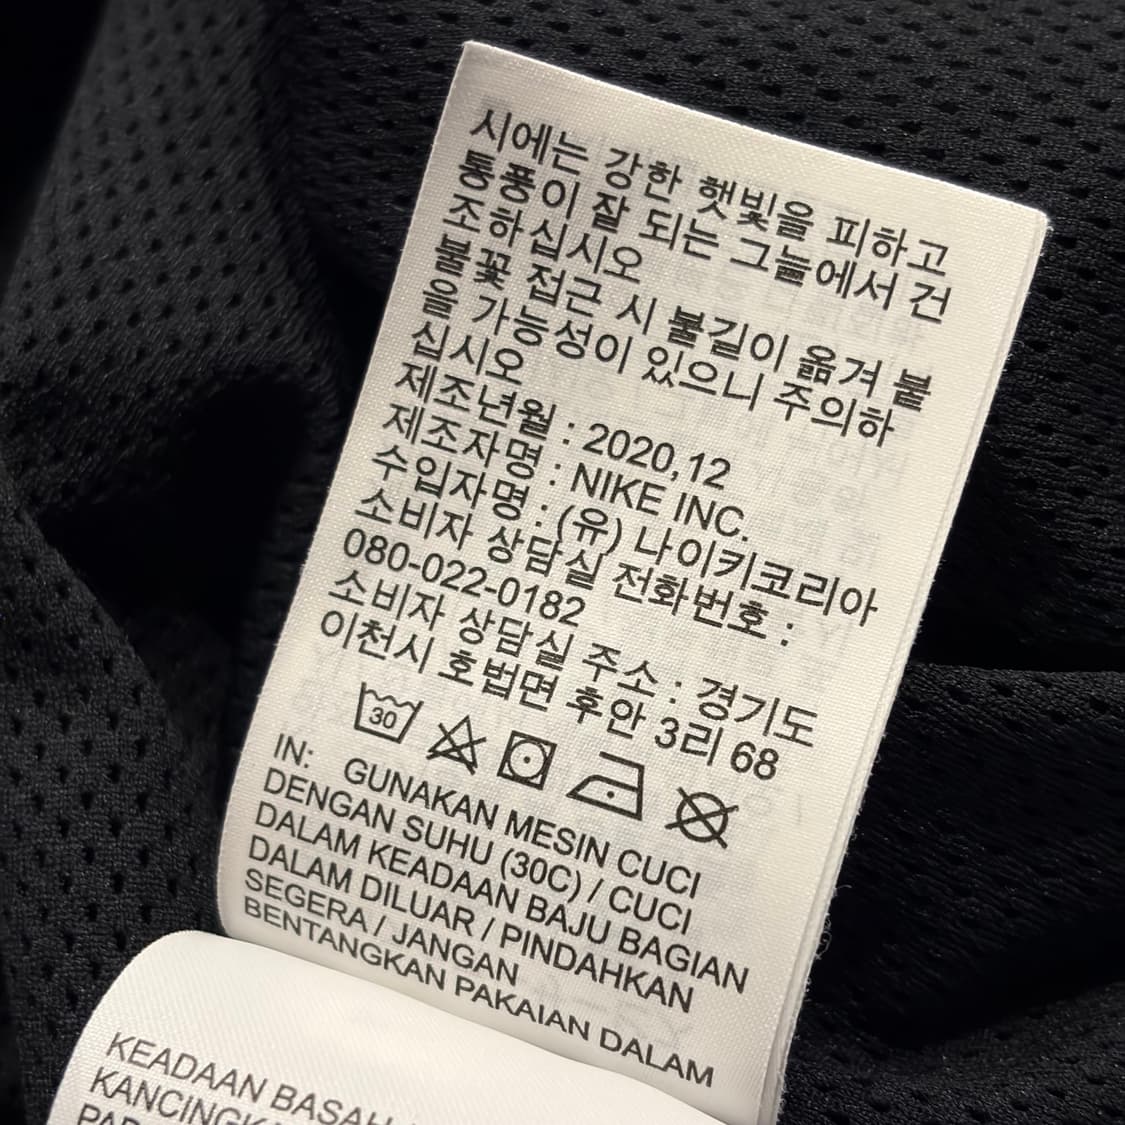 시에는 강한 햇빛을 피하고
통풍이 잘 되는 그늘에서 건
조하십시오
불꽃 접근 시 불길이 옮겨 붙
을 가능성이 있으니 주의하
십시오
제조년월 : 2020,12
제조자명 : NIKE INC.
수입자명 : (유) 나이키코리아
소비자 상담실 전화번호 :
080-022-0182
소비자 상담실 주소 : 경기도
이천시 호법면 후안 3리 68
30
IN: GUNAKAN MESIN CUCI
DENGAN SUHU (30C) / CUCI
DALAM KEADAAN BAJU BAGIAN
DALAM DILUAR / PINDAHKAN
SEGERA / JANGAN
BENTANGKAN PAKAIAN DALAM
KEADAAN BASAH